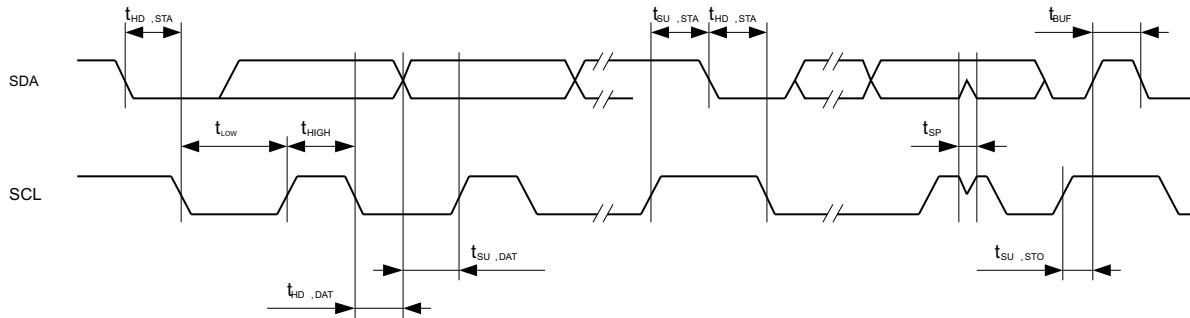 tHD ,STA
tSU ,STA
tHD ,STA
tBUF
SDA
tLOW
tHIGH
tSP
SCL
tSU ,DAT
tSU ,STO
tHD ,DAT